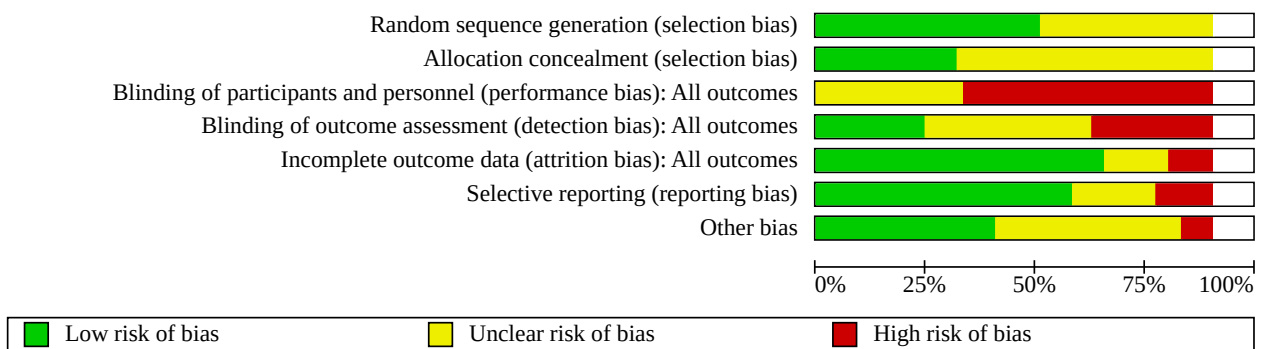 Random sequence generation (selection bias)
Allocation concealment (selection bias)
Blinding of participants and personnel (performance bias): All outcomes
Blinding of outcome assessment (detection bias): All outcomes
Incomplete outcome data (attrition bias): All outcomes
Selective reporting (reporting bias)
Other bias
0% 25% 50% 75% 100%
Low risk of bias Unclear risk of bias High risk of bias